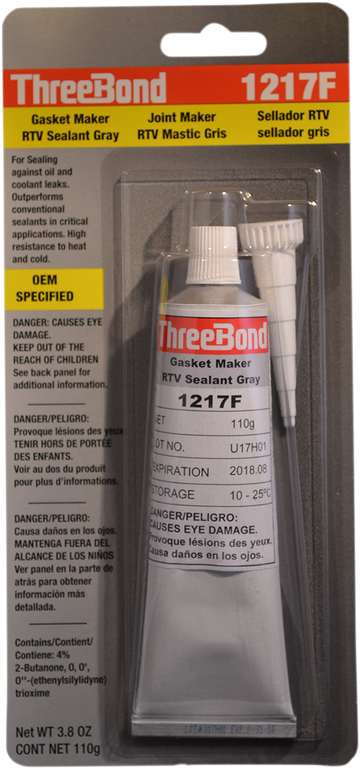 ThreeBond 1217F
Gasket Maker
RTV Sealant Gray
Joint Maker
RTV Mastic Gris
Sellador RTV
sellador gris
For Sealing
against oil and
coolant leaks.
Outperforms
conventional
sealants in critical
applications. High
resistance to heat
and cold.
OEM
SPECIFIED
DANGER: CAUSES EYE
DAMAGE.
KEEP OUT OF THE
REACH OF CHILDREN
See back panel for
additional information.
DANGER/PELIGRO:
Provoque lésions des yeux
TENIR HORS DE PORTÉE
DES ENFANTS.
Voir au dos du produit
pour plus d'informations.
DANGER/PELIGRO:
Causa daños en los ojos.
MANTENGA FUERA DEL
ALCANCE DE LOS NIÑOS
Ver panel en la parte de
atrás para obtener
información más
detallada.
Contains/Content/
Contiene: 4%
2-Butanone, O, O',
O''-(ethenylsilylidyne)
trioxime
Net WT 3.8 OZ
CONT NET 110g
ThreeBond
Gasket Maker
RTV Sealant Gray
1217F
NET 110g
LOT NO. U17H01
EXPIRATION 2018.08
STORAGE 10 - 25°C
DANGER/PELIGRO:
CAUSES EYE DAMAGE.
Provoque lésions des yeux.
Causa daños en los ojos.